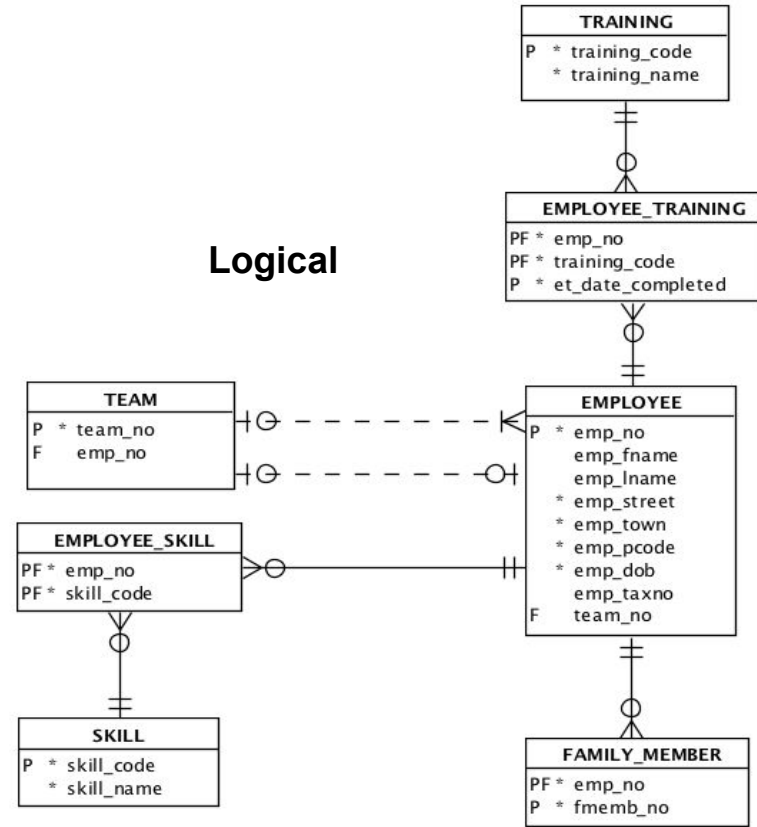 TRAINING
P * training_code
* training_name
EMPLOYEE_TRAINING
PF * emp_no
PF * training_code
P * et_date_completed
Logical
TEAM
P * team_no
F emp_no
EMPLOYEE
P * emp_no
emp_fname
emp_lname
* emp_street
* emp_town
* emp_pcode
* emp_dob
emp_taxno
F team_no
EMPLOYEE_SKILL
PF * emp_no
PF * skill_code
SKILL
P * skill_code
* skill_name
FAMILY_MEMBER
PF * emp_no
P * fmemb_no